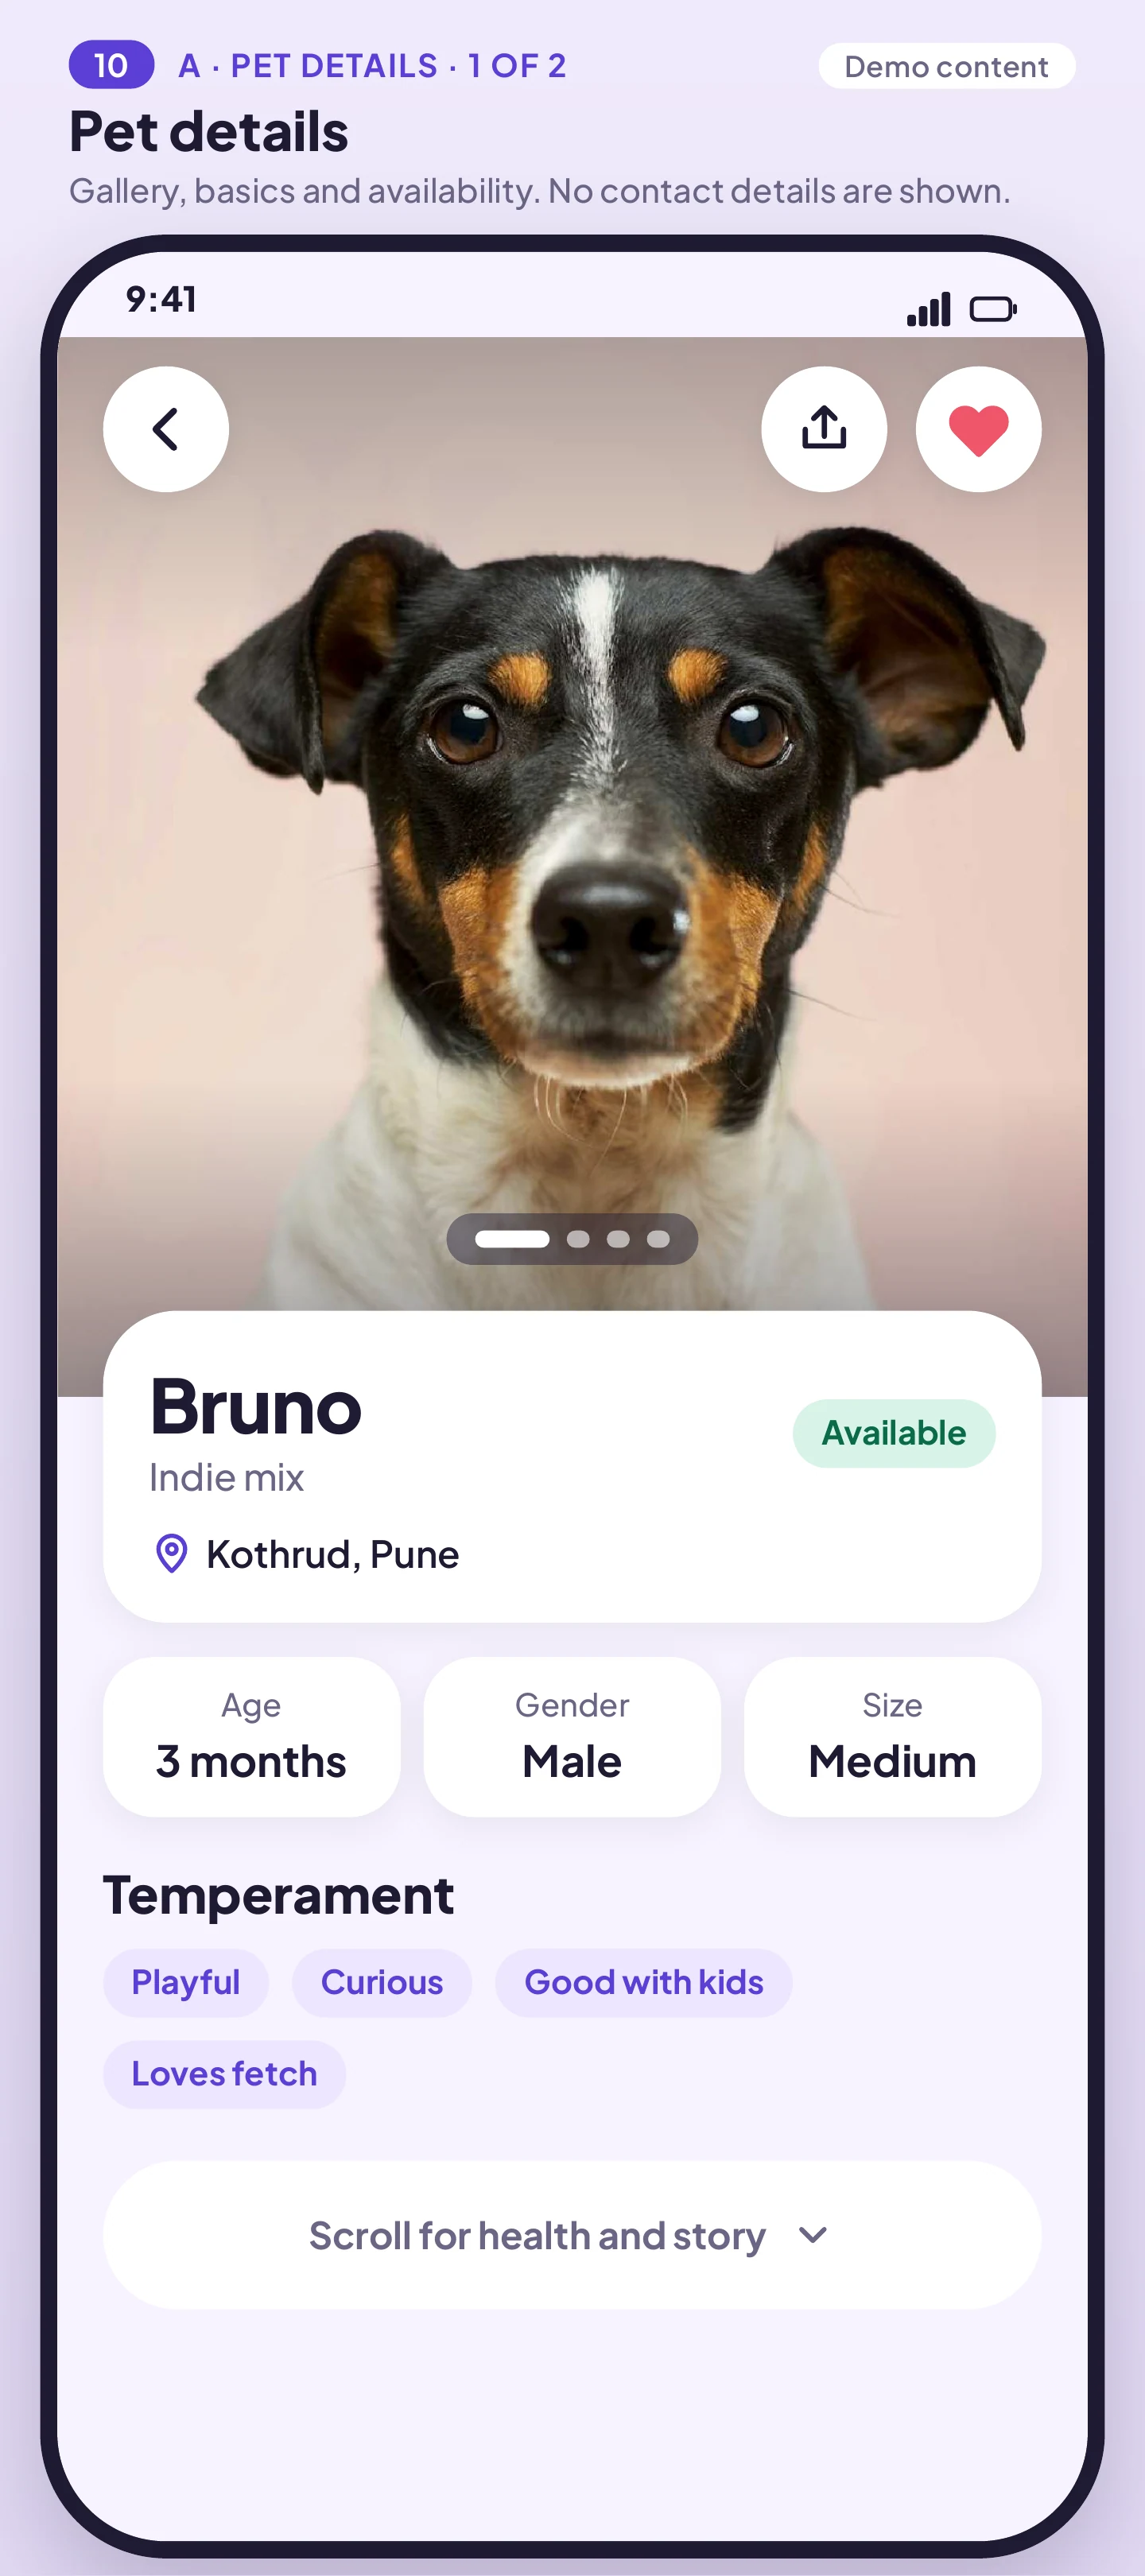 10 A · PET DETAILS · 1 OF 2 Demo content
Pet details
Gallery, basics and availability. No contact details are shown.
9:41
Bruno
Available
Indie mix
Kothrud, Pune
Age Gender Size
3 months Male Medium
Temperament
Playful Curious Good with kids
Loves fetch
Scroll for health and story